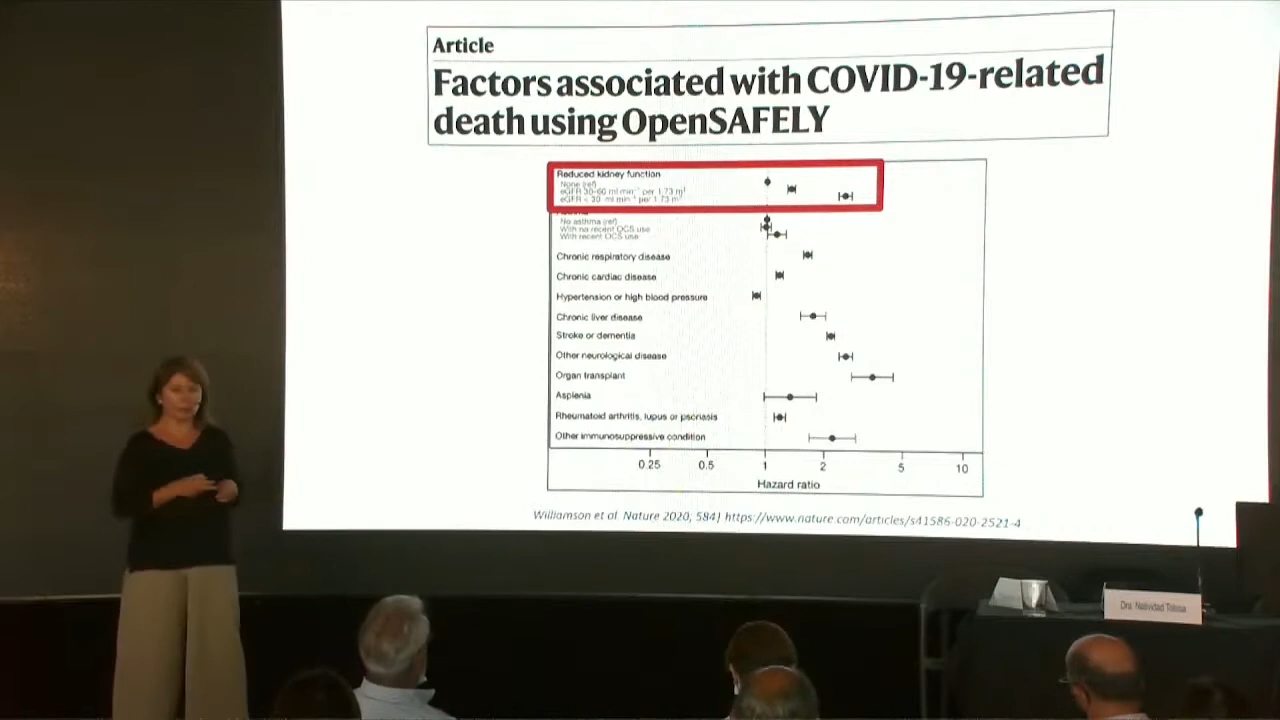 Article
Factors associated with COVID-19-related
death using OpenSAFELY
Reduced kidney function
None (ref)
eGFR 30-60 ml min⁻¹ per 1.73 m²
eGFR < 30 ml min⁻¹ per 1.73 m²
No asthma (ref)
With no recent OCS use
With recent OCS use
Chronic respiratory disease
Chronic cardiac disease
Hypertension or high blood pressure
Chronic liver disease
Stroke or dementia
Other neurological disease
Organ transplant
Asplenia
Rheumatoid arthritis, lupus or psoriasis
Other immunosuppressive condition
0.25 0.5 1 2 5 10
Hazard ratio
Williamson et al Nature 2020, 584| https://www.nature.com/articles/s41586-020-2521-4
Dra. Natividad